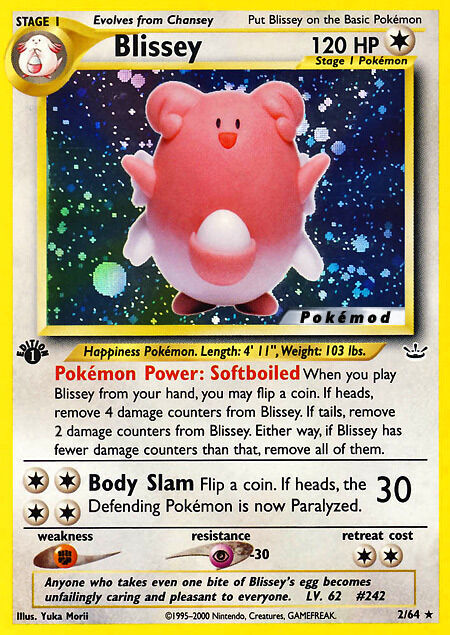 STAGE 1 Evolves from Chansey Put Blissey on the Basic Pokémon
Blissey 120 HP
Stage 1 Pokémon
Pokémod
EDITION 1
Happiness Pokémon. Length: 4' 11", Weight: 103 lbs.
Pokémon Power: Softboiled When you play
Blissey from your hand, you may flip a coin. If heads,
remove 4 damage counters from Blissey. If tails, remove
2 damage counters from Blissey. Either way, if Blissey has
fewer damage counters than that, remove all of them.
Body Slam Flip a coin. If heads, the 30
Defending Pokémon is now Paralyzed.
weakness resistance retreat cost
-30
Anyone who takes even one bite of Blissey's egg becomes
unfailingly caring and pleasant to everyone. LV. 62 #242
Illus. Yuka Morii ©1995-2000 Nintendo, Creatures, GAMEFREAK. 2/64 ★